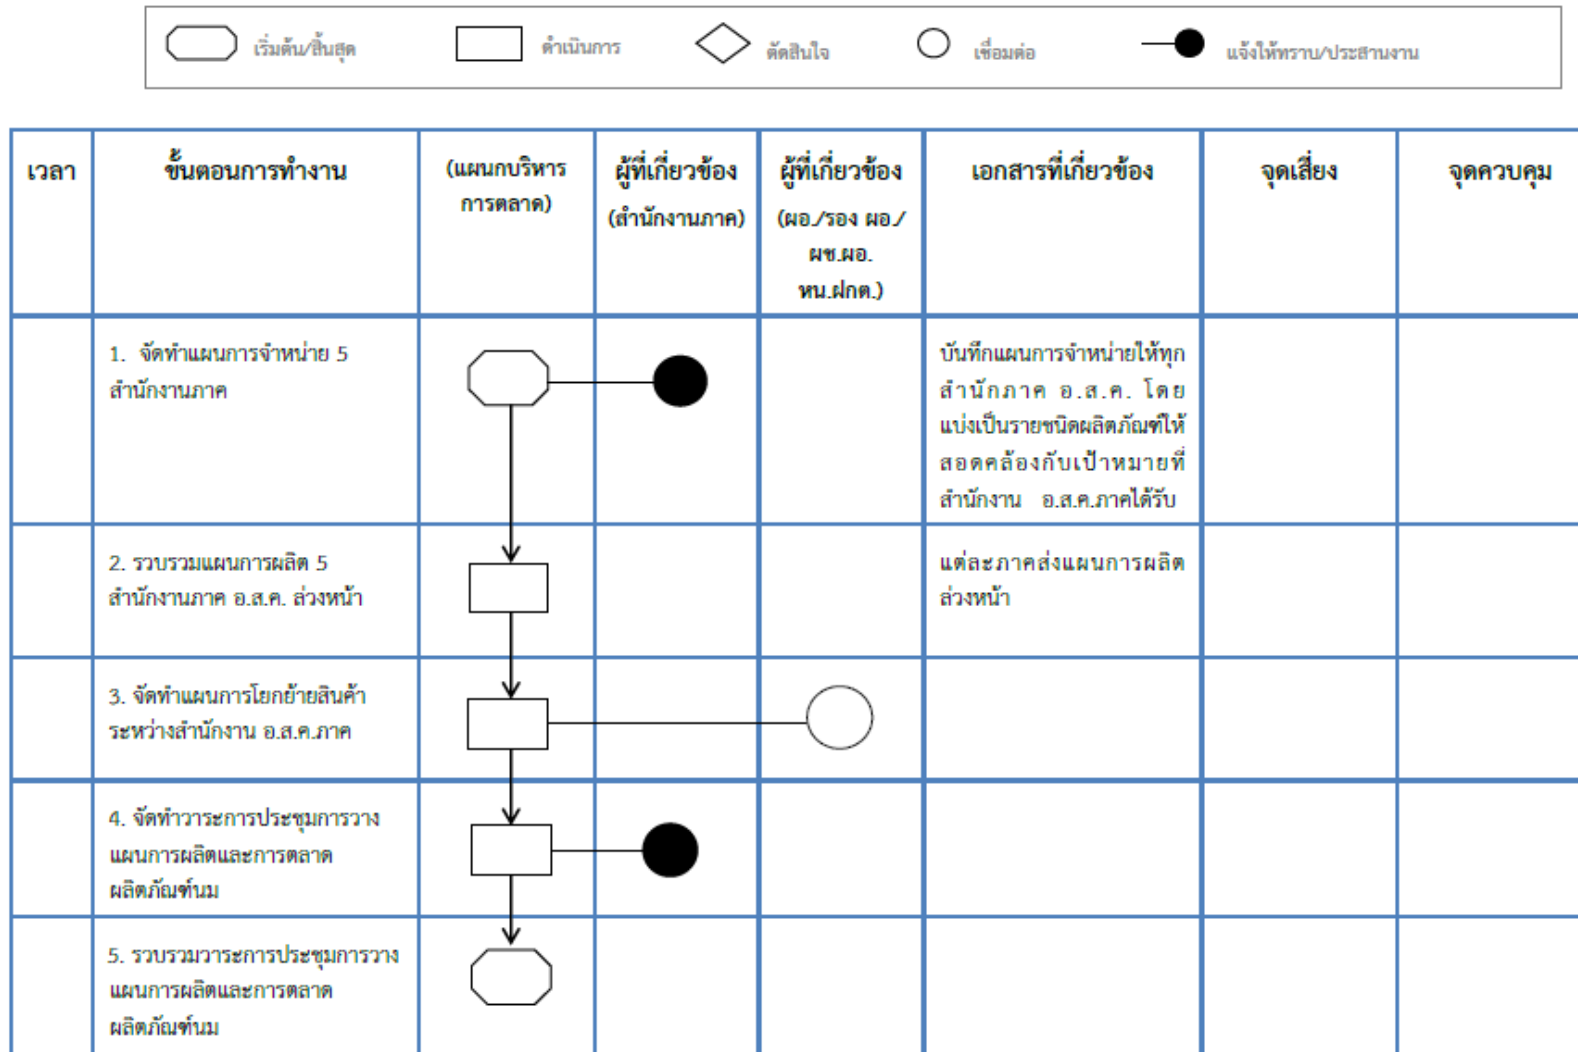 เริ่มต้น/สิ้นสุด
ดำเนินการ
ตัดสินใจ
เชื่อมต่อ
แจ้งให้ทราบ/ประสานงาน
เวลา
ขั้นตอนการทำงาน
(แผนกบริหาร
การตลาด)
ผู้ที่เกี่ยวข้อง
(สำนักงานภาค)
ผู้ที่เกี่ยวข้อง
(ผอ./รอง ผอ./
ผช.ผอ.
หน.ฝกต.)
เอกสารที่เกี่ยวข้อง
จุดเสี่ยง
จุดควบคุม
1. จัดทำแผนการจำหน่าย 5
สำนักงานภาค
บันทึกแผนการจำหน่ายให้ทุก
สำนักภาค อ.ส.ค. โดย
แบ่งเป็นรายชนิดผลิตภัณฑ์ให้
สอดคล้องกับเป้าหมายที่
สำนักงาน อ.ส.ค.ภาคได้รับ
2. รวบรวมแผนการผลิต 5
สำนักงานภาค อ.ส.ค. ล่วงหน้า
แต่ละภาคส่งแผนการผลิต
ล่วงหน้า
3. จัดทำแผนการโยกย้ายสินค้า
ระหว่างสำนักงาน อ.ส.ค.ภาค
4. จัดทำวาระการประชุมการวาง
แผนการผลิตและการตลาด
ผลิตภัณฑ์นม
5. รวบรวมวาระการประชุมการวาง
แผนการผลิตและการตลาด
ผลิตภัณฑ์นม